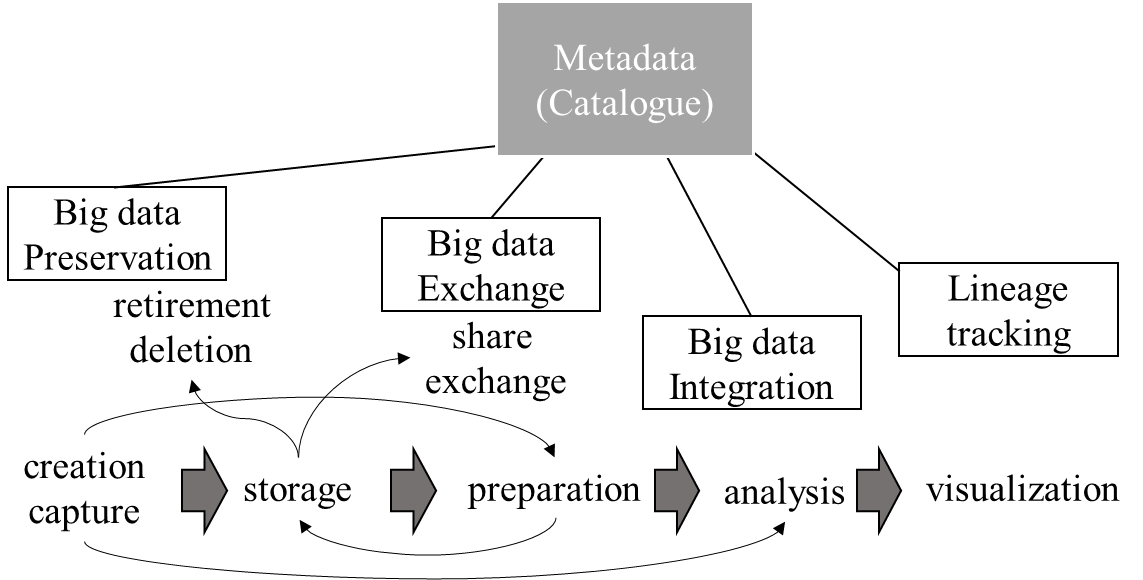 Metadata
(Catalogue)
Big data
Preservation
Big data
Exchange
Big data
Integration
Lineage
tracking
retirement
deletion
share
exchange
creation
capture
storage
preparation
analysis
visualization